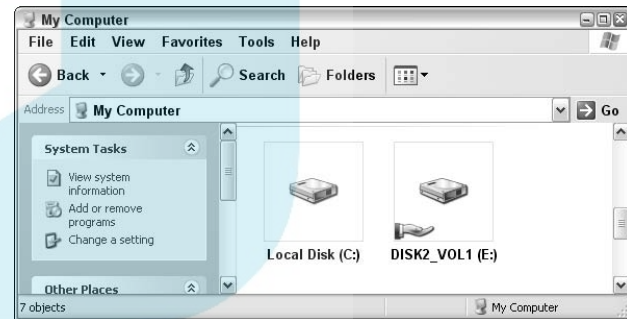 My Computer
File Edit View Favorites Tools Help
Back Search Folders
Address My Computer Go
System Tasks
View system
information
Add or remove
programs
Change a setting
Other Places
Local Disk (C:) DISK2_VOL1 (E:)
7 objects My Computer